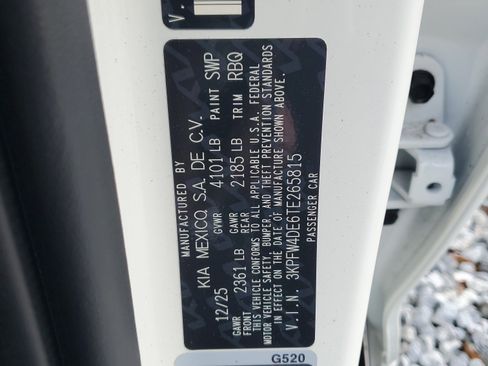 V.
MANUFACTURED BY
KIA MEXICO, S.A. DE C.V.
12/25 GVWR 4101 LB PAINT SWP
GAWR FRONT 2361 LB GAWR REAR 2185 LB TRIM RBQ
THIS VEHICLE CONFORMS TO ALL APPLICABLE U.S.A. FEDERAL
MOTOR VEHICLE SAFETY, BUMPER, AND THEFT PREVENTION STANDARDS
IN EFFECT ON THE DATE OF MANUFACTURE SHOWN ABOVE.
V.I.N. 3KPFW4DE6TE265815
PASSENGER CAR
G520